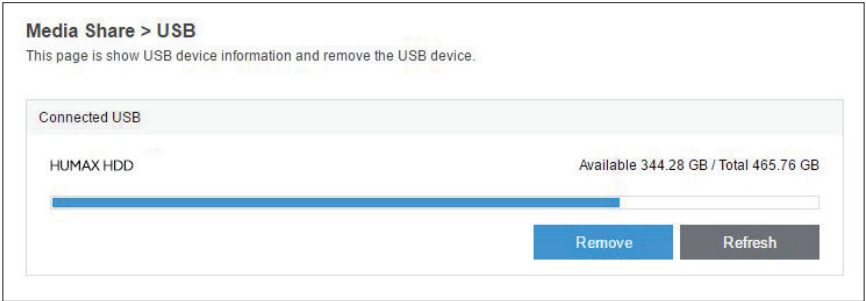 Media Share > USB
This page is show USB device information and remove the USB device.
Connected USB
HUMAX HDD Available 344.28 GB / Total 465.76 GB
Remove Refresh